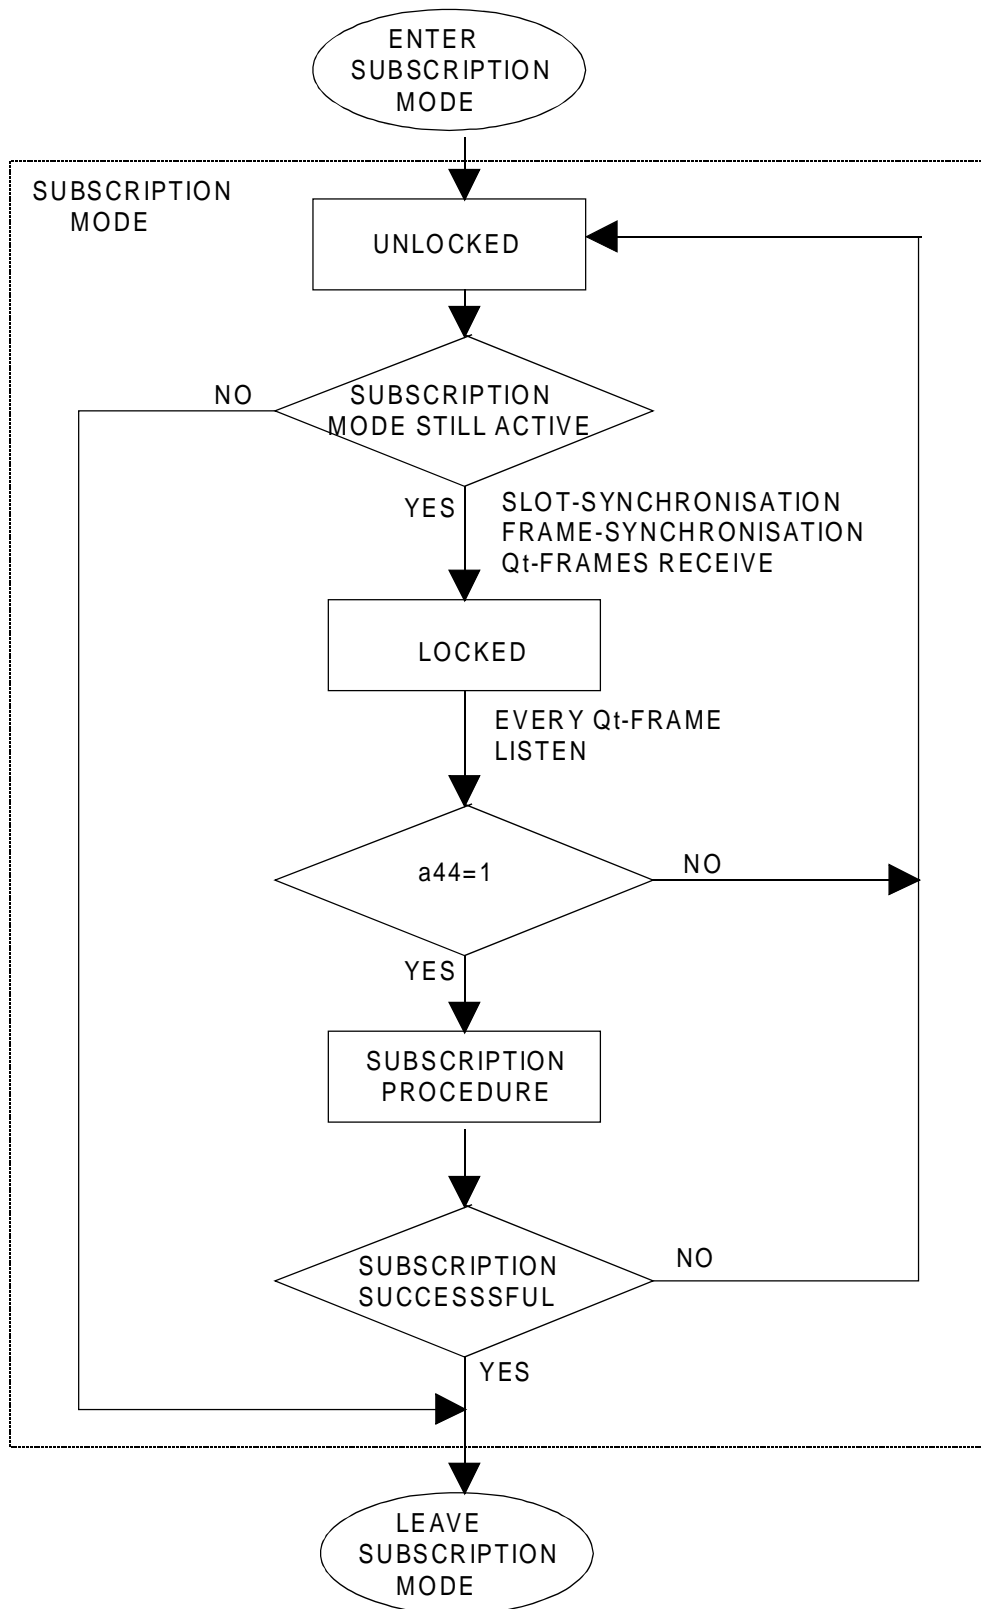 ENTER
SUBSCRIPTION
MODE
SUBSCRIPTION
MODE
UNLOCKED
NO
SUBSCRIPTION
MODE STILL ACTIVE
YES
SLOT-SYNCHRONISATION
FRAME-SYNCHRONISATION
Qt-FRAMES RECEIVE
LOCKED
EVERY Qt-FRAME
LISTEN
a44=1
NO
YES
SUBSCRIPTION
PROCEDURE
SUBSCRIPTION
SUCCESSSFUL
NO
YES
LEAVE
SUBSCRIPTION
MODE